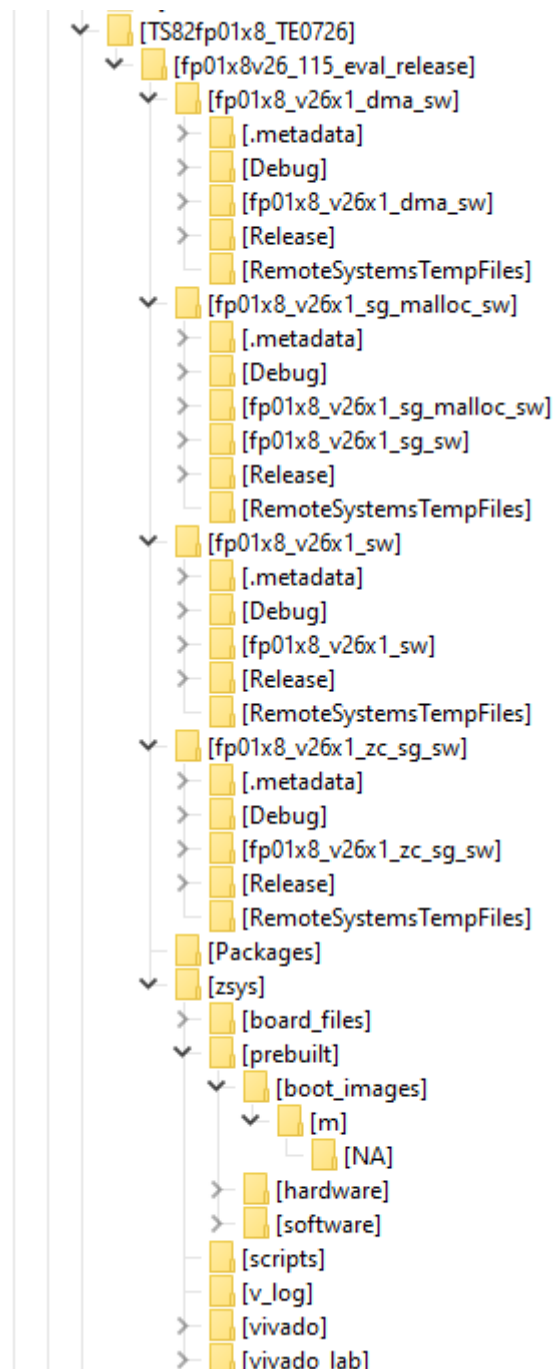 [TS82fp01x8_TE0726]
[fp01x8v26_115_eval_release]
[fp01x8_v26x1_dma_sw]
[.metadata]
[Debug]
[fp01x8_v26x1_dma_sw]
[Release]
[RemoteSystemsTempFiles]
[fp01x8_v26x1_sg_malloc_sw]
[.metadata]
[Debug]
[fp01x8_v26x1_sg_malloc_sw]
[fp01x8_v26x1_sg_sw]
[Release]
[RemoteSystemsTempFiles]
[fp01x8_v26x1_sw]
[.metadata]
[Debug]
[fp01x8_v26x1_sw]
[Release]
[RemoteSystemsTempFiles]
[fp01x8_v26x1_zc_sg_sw]
[.metadata]
[Debug]
[fp01x8_v26x1_zc_sg_sw]
[Release]
[RemoteSystemsTempFiles]
[Packages]
[zsys]
[board_files]
[prebuilt]
[boot_images]
[m]
[NA]
[hardware]
[software]
[scripts]
[v_log]
[vivado]
[vivado_lab]